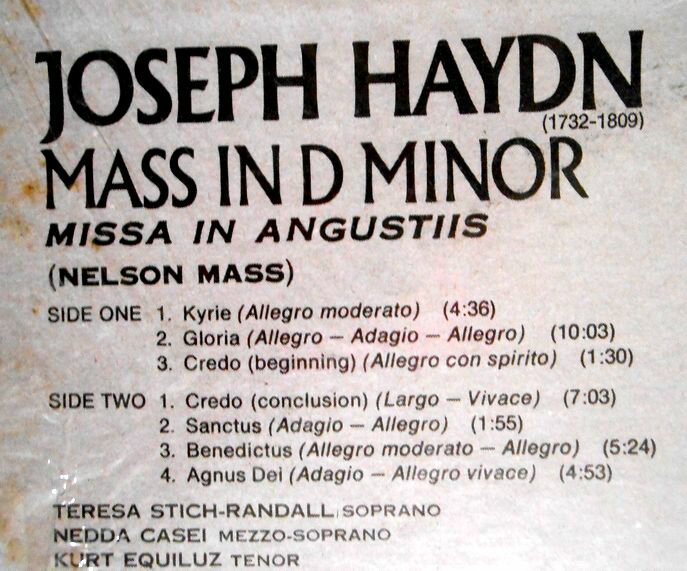 JOSEPH HAYDN
(1732-1809)
MASS IN D MINOR
MISSA IN ANGUSTIIS
(NELSON MASS)
SIDE ONE 1. Kyrie (Allegro moderato) (4:36)
2. Gloria (Allegro — Adagio — Allegro) (10:03)
3. Credo (beginning) (Allegro con spirito) (1:30)
SIDE TWO 1. Credo (conclusion) (Largo — Vivace) (7:03)
2. Sanctus (Adagio — Allegro) (1:55)
3. Benedictus (Allegro moderato — Allegro) (5:24)
4. Agnus Dei (Adagio — Allegro vivace) (4:53)
TERESA STICH-RANDALL, SOPRANO
NEDDA CASEI MEZZO-SOPRANO
KURT EQUILUZ TENOR